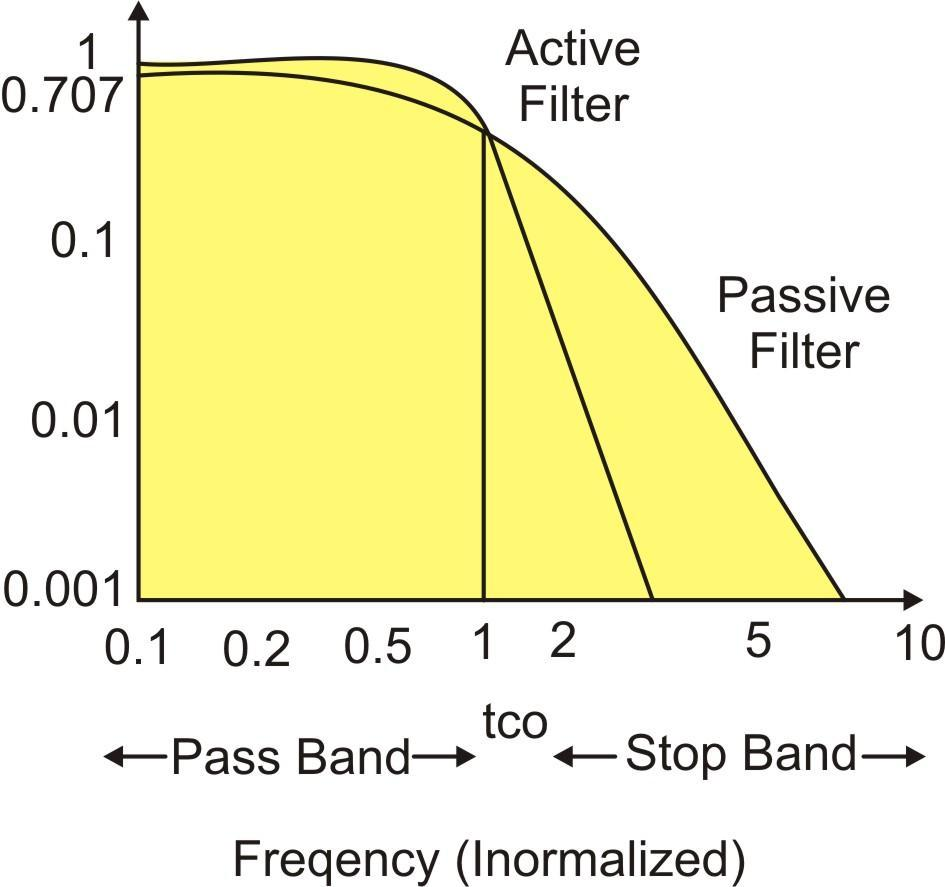 1
0.707
0.1
0.01
0.001
Active
Filter
Passive
Filter
0.1 0.2 0.5 1 2 5 10
tco
Pass Band Stop Band
Freqency (Inormalized)